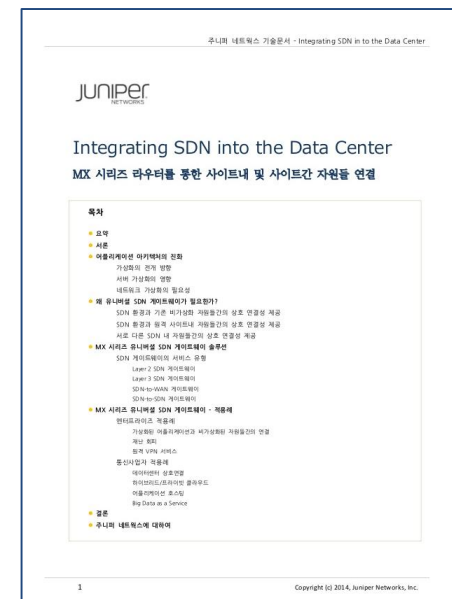 주니퍼 네트웍스 기술문서 - Integrating SDN in to the Data Center
JUNIPER
NETWORKS
Integrating SDN into the Data Center
MX 시리즈 라우터를 통한 사이트내 및 사이트간 자원들 연결
목차
요약
서론
어플리케이션 아키텍처의 진화
가상화의 전개 방향
서버 가상화의 영향
네트워크 가상화의 필요성
왜 유니버셜 SDN 게이트웨이가 필요한가?
SDN 환경과 기존 비가상화 자원들간의 상호 연결성 제공
SDN 환경과 원격 사이트내 자원들간의 상호 연결성 제공
서로 다른 SDN 내 자원들간의 상호 연결성 제공
MX 시리즈 유니버셜 SDN 게이트웨이 솔루션
SDN 게이트웨이의 서비스 유형
Layer 2 SDN 게이트웨이
Layer 3 SDN 게이트웨이
SDN-to-WAN 게이트웨이
SDN-to-SDN 게이트웨이
MX 시리즈 유니버셜 SDN 게이트웨이 - 적용례
엔터프라이즈 적용례
가상화된 어플리케이션과 비가상화된 자원들간의 연결
재난 회피
원격 VPN 서비스
통신사업자 적용례
데이터센터 상호연결
하이브리드/프라이빗 클라우드
어플리케이션 호스팅
Big Data as a Service
결론
주니퍼 네트웍스에 대하여
1
Copyright (c) 2014, Juniper Networks, Inc.